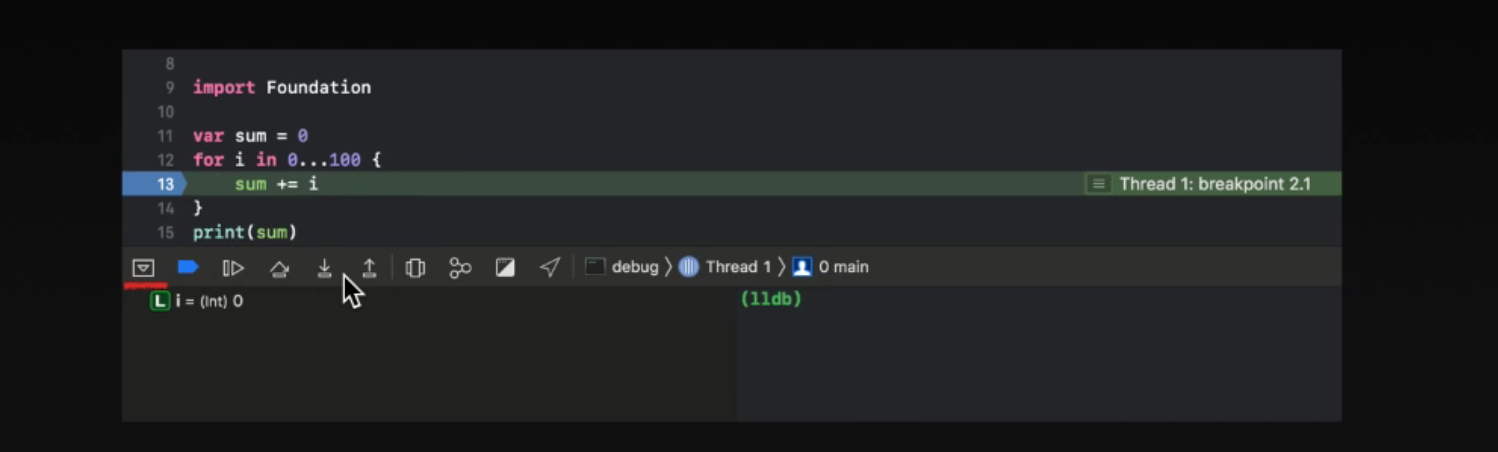 8
9 import Foundation
10
11 var sum = 0
12 for i in 0...100 {
13 sum += i Thread 1: breakpoint 2.1
14 }
15 print(sum)
debug 〉 Thread 1 〉 0 main
L i = (Int) 0 (lldb)